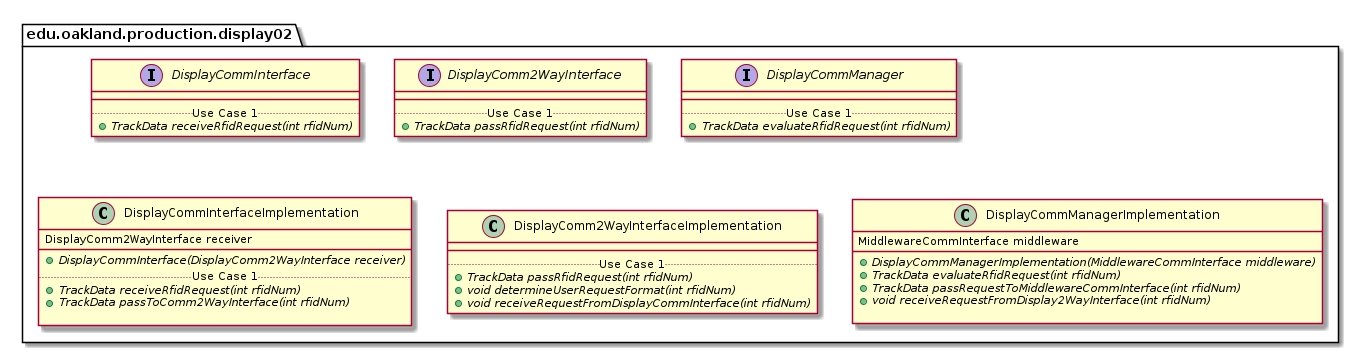 edu.oakland.production.display02
I DisplayCommInterface
Use Case 1
TrackData receiveRfidRequest(int rfidNum)
I DisplayComm2WayInterface
Use Case 1
TrackData passRfidRequest(int rfidNum)
I DisplayCommManager
Use Case 1
TrackData evaluateRfidRequest(int rfidNum)
C DisplayCommInterfaceImplementation
DisplayComm2WayInterface receiver
DisplayCommInterface(DisplayComm2WayInterface receiver)
Use Case 1
TrackData receiveRfidRequest(int rfidNum)
TrackData passToComm2WayInterface(int rfidNum)
C DisplayComm2WayInterfaceImplementation
Use Case 1
TrackData passRfidRequest(int rfidNum)
void determineUserRequestFormat(int rfidNum)
void receiveRequestFromDisplayCommInterface(int rfidNum)
C DisplayCommManagerImplementation
MiddlewareCommInterface middleware
DisplayCommManagerImplementation(MiddlewareCommInterface middleware)
TrackData evaluateRfidRequest(int rfidNum)
TrackData passRequestToMiddlewareCommInterface(int rfidNum)
void receiveRequestFromDisplay2WayInterface(int rfidNum)